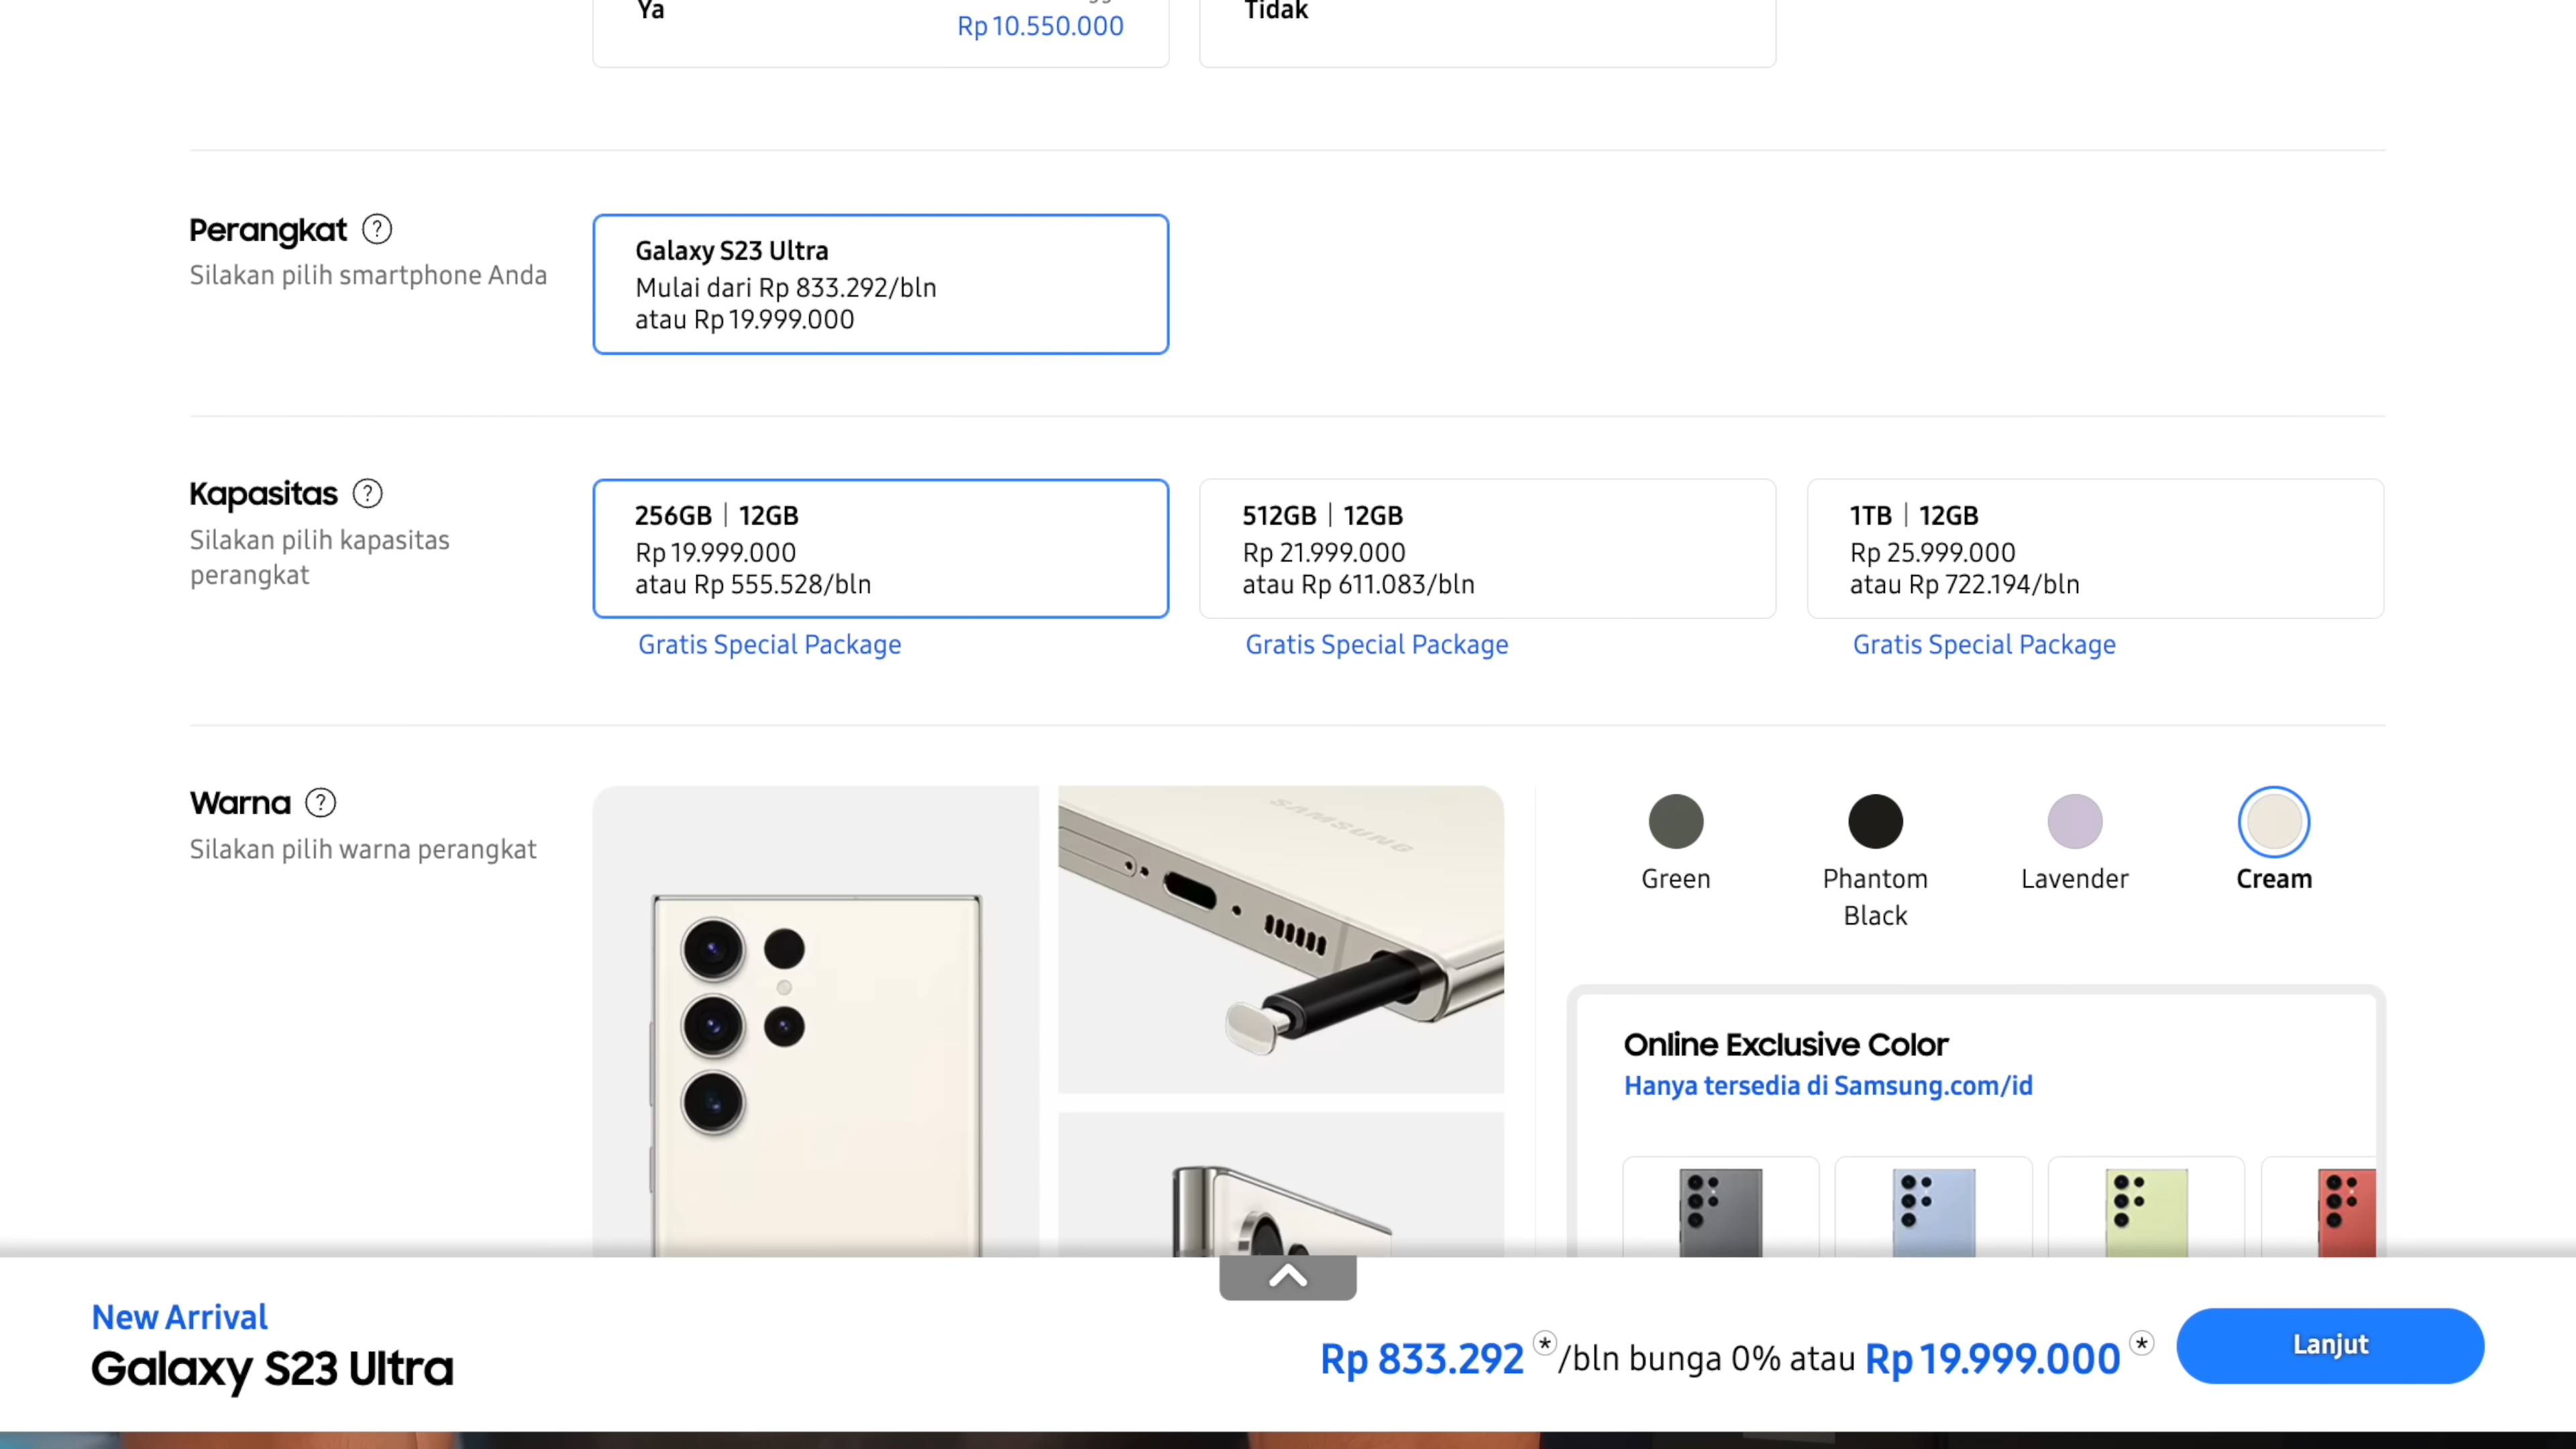 Ya
Rp 10.550.000
Tidak
Perangkat ?
Silakan pilih smartphone Anda
Galaxy S23 Ultra
Mulai dari Rp 833.292/bln
atau Rp 19.999.000
Kapasitas ?
Silakan pilih kapasitas
perangkat
256GB | 12GB
Rp 19.999.000
atau Rp 555.528/bln
Gratis Special Package
512GB | 12GB
Rp 21.999.000
atau Rp 611.083/bln
Gratis Special Package
1TB | 12GB
Rp 25.999.000
atau Rp 722.194/bln
Gratis Special Package
Warna ?
Silakan pilih warna perangkat
SAMSUNG
Green
Phantom
Black
Lavender
Cream
Online Exclusive Color
Hanya tersedia di Samsung.com/id
New Arrival
Galaxy S23 Ultra
Rp 833.292 * /bln bunga 0% atau Rp 19.999.000 *
Lanjut